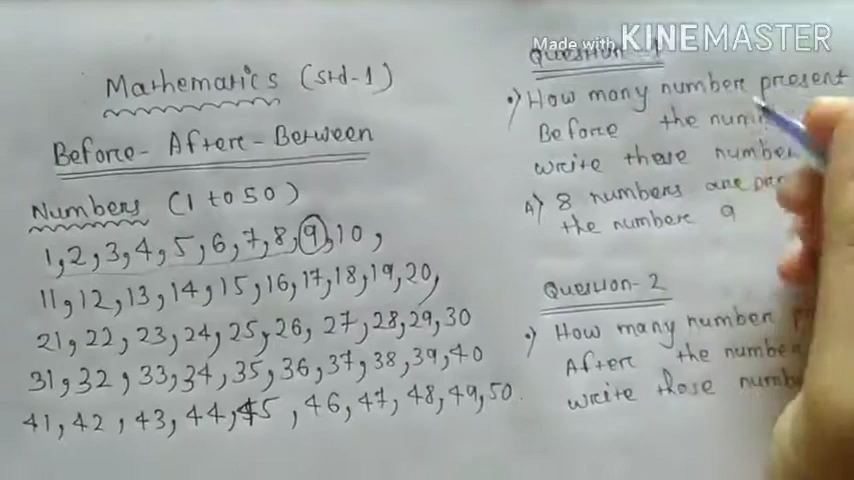 Made with KINEMASTER
Mathematics (Std-1)
Before - After - Between
Numbers (1 to 50)
1, 2, 3, 4, 5, 6, 7, 8, 9, 10,
11, 12, 13, 14, 15, 16, 17, 18, 19, 20,
21, 22, 23, 24, 25, 26, 27, 28, 29, 30
31, 32, 33, 34, 35, 36, 37, 38, 39, 40
41, 42, 43, 44, 45, 46, 47, 48, 49, 50.
Question - 1
•) How many number present
Before the
write those number
A) 8 numbers are
the number 9
Question - 2
•) How many number
After the number
write those